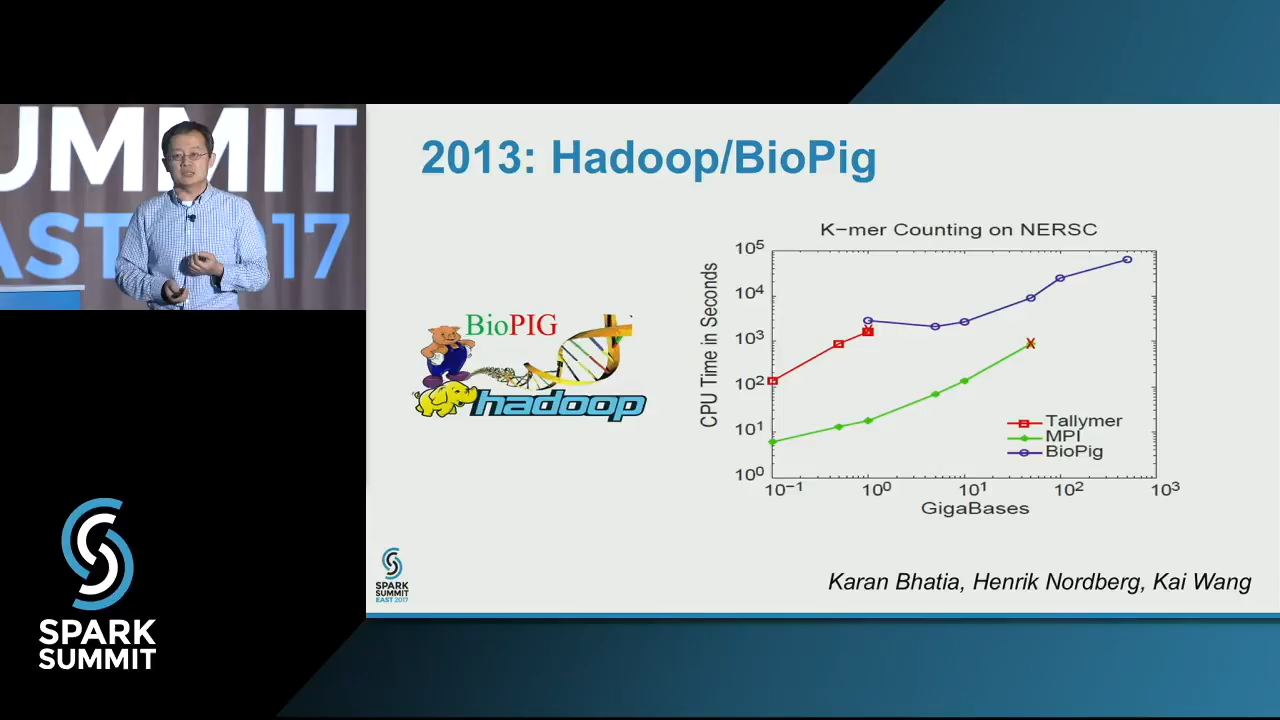 UMMIT
EAST 2017
2013: Hadoop/BioPig
BioPIG
hadoop
K-mer Counting on NERSC
CPU Time in Seconds
10⁵
10⁴
10³
10²
10¹
10⁰
10⁻¹ 10⁰ 10¹ 10² 10³
GigaBases
Tallymer
MPI
BioPig
X
X
Karan Bhatia, Henrik Nordberg, Kai Wang
SPARK
SUMMIT
EAST 2017
SPARK
SUMMIT